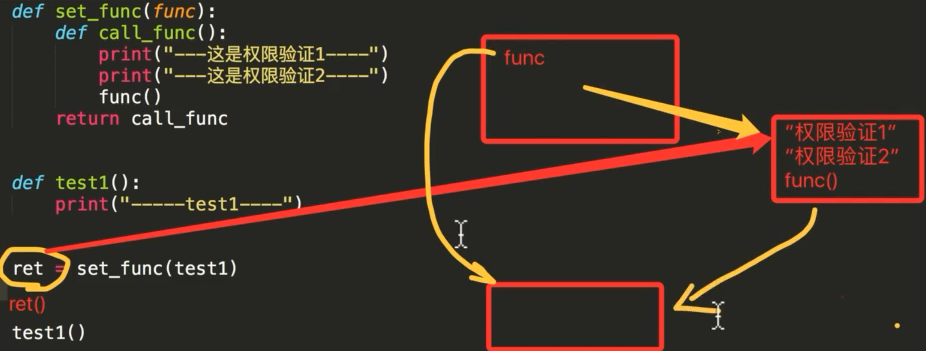 def set_func(func):
    def call_func():
        print("---这是权限验证1----")
        print("---这是权限验证2----")
        func()
    return call_func
func
"权限验证1"
"权限验证2"
func()
def test1():
    print("-----test1----")
ret = set_func(test1)
ret()
test1()